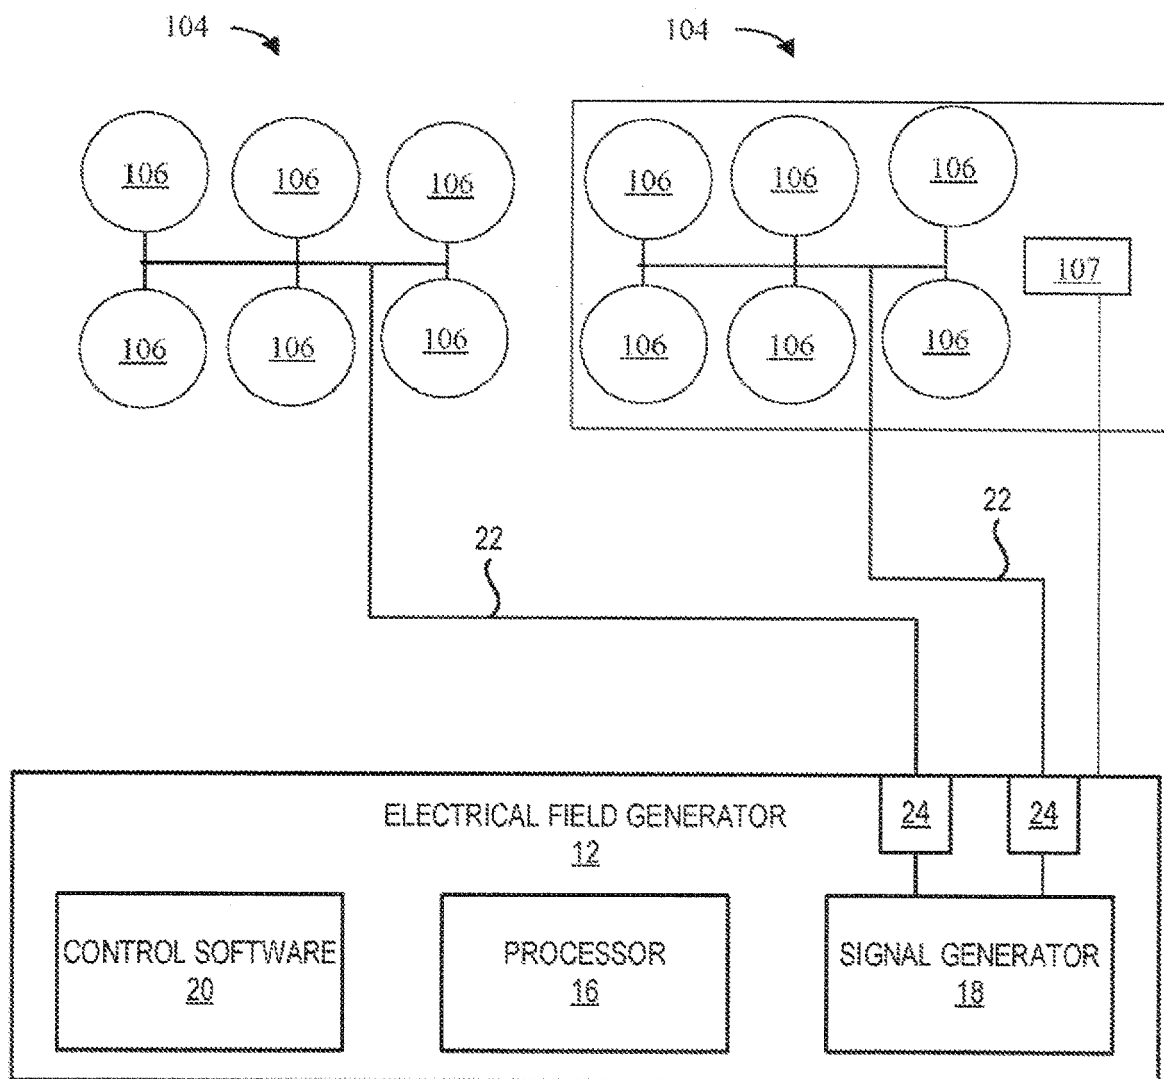 104 104
106 106 106 106 106 106
107
106 106 106 106 106 106
22
22
ELECTRICAL FIELD GENERATOR 24 24
12
CONTROL SOFTWARE PROCESSOR SIGNAL GENERATOR
20 16 18